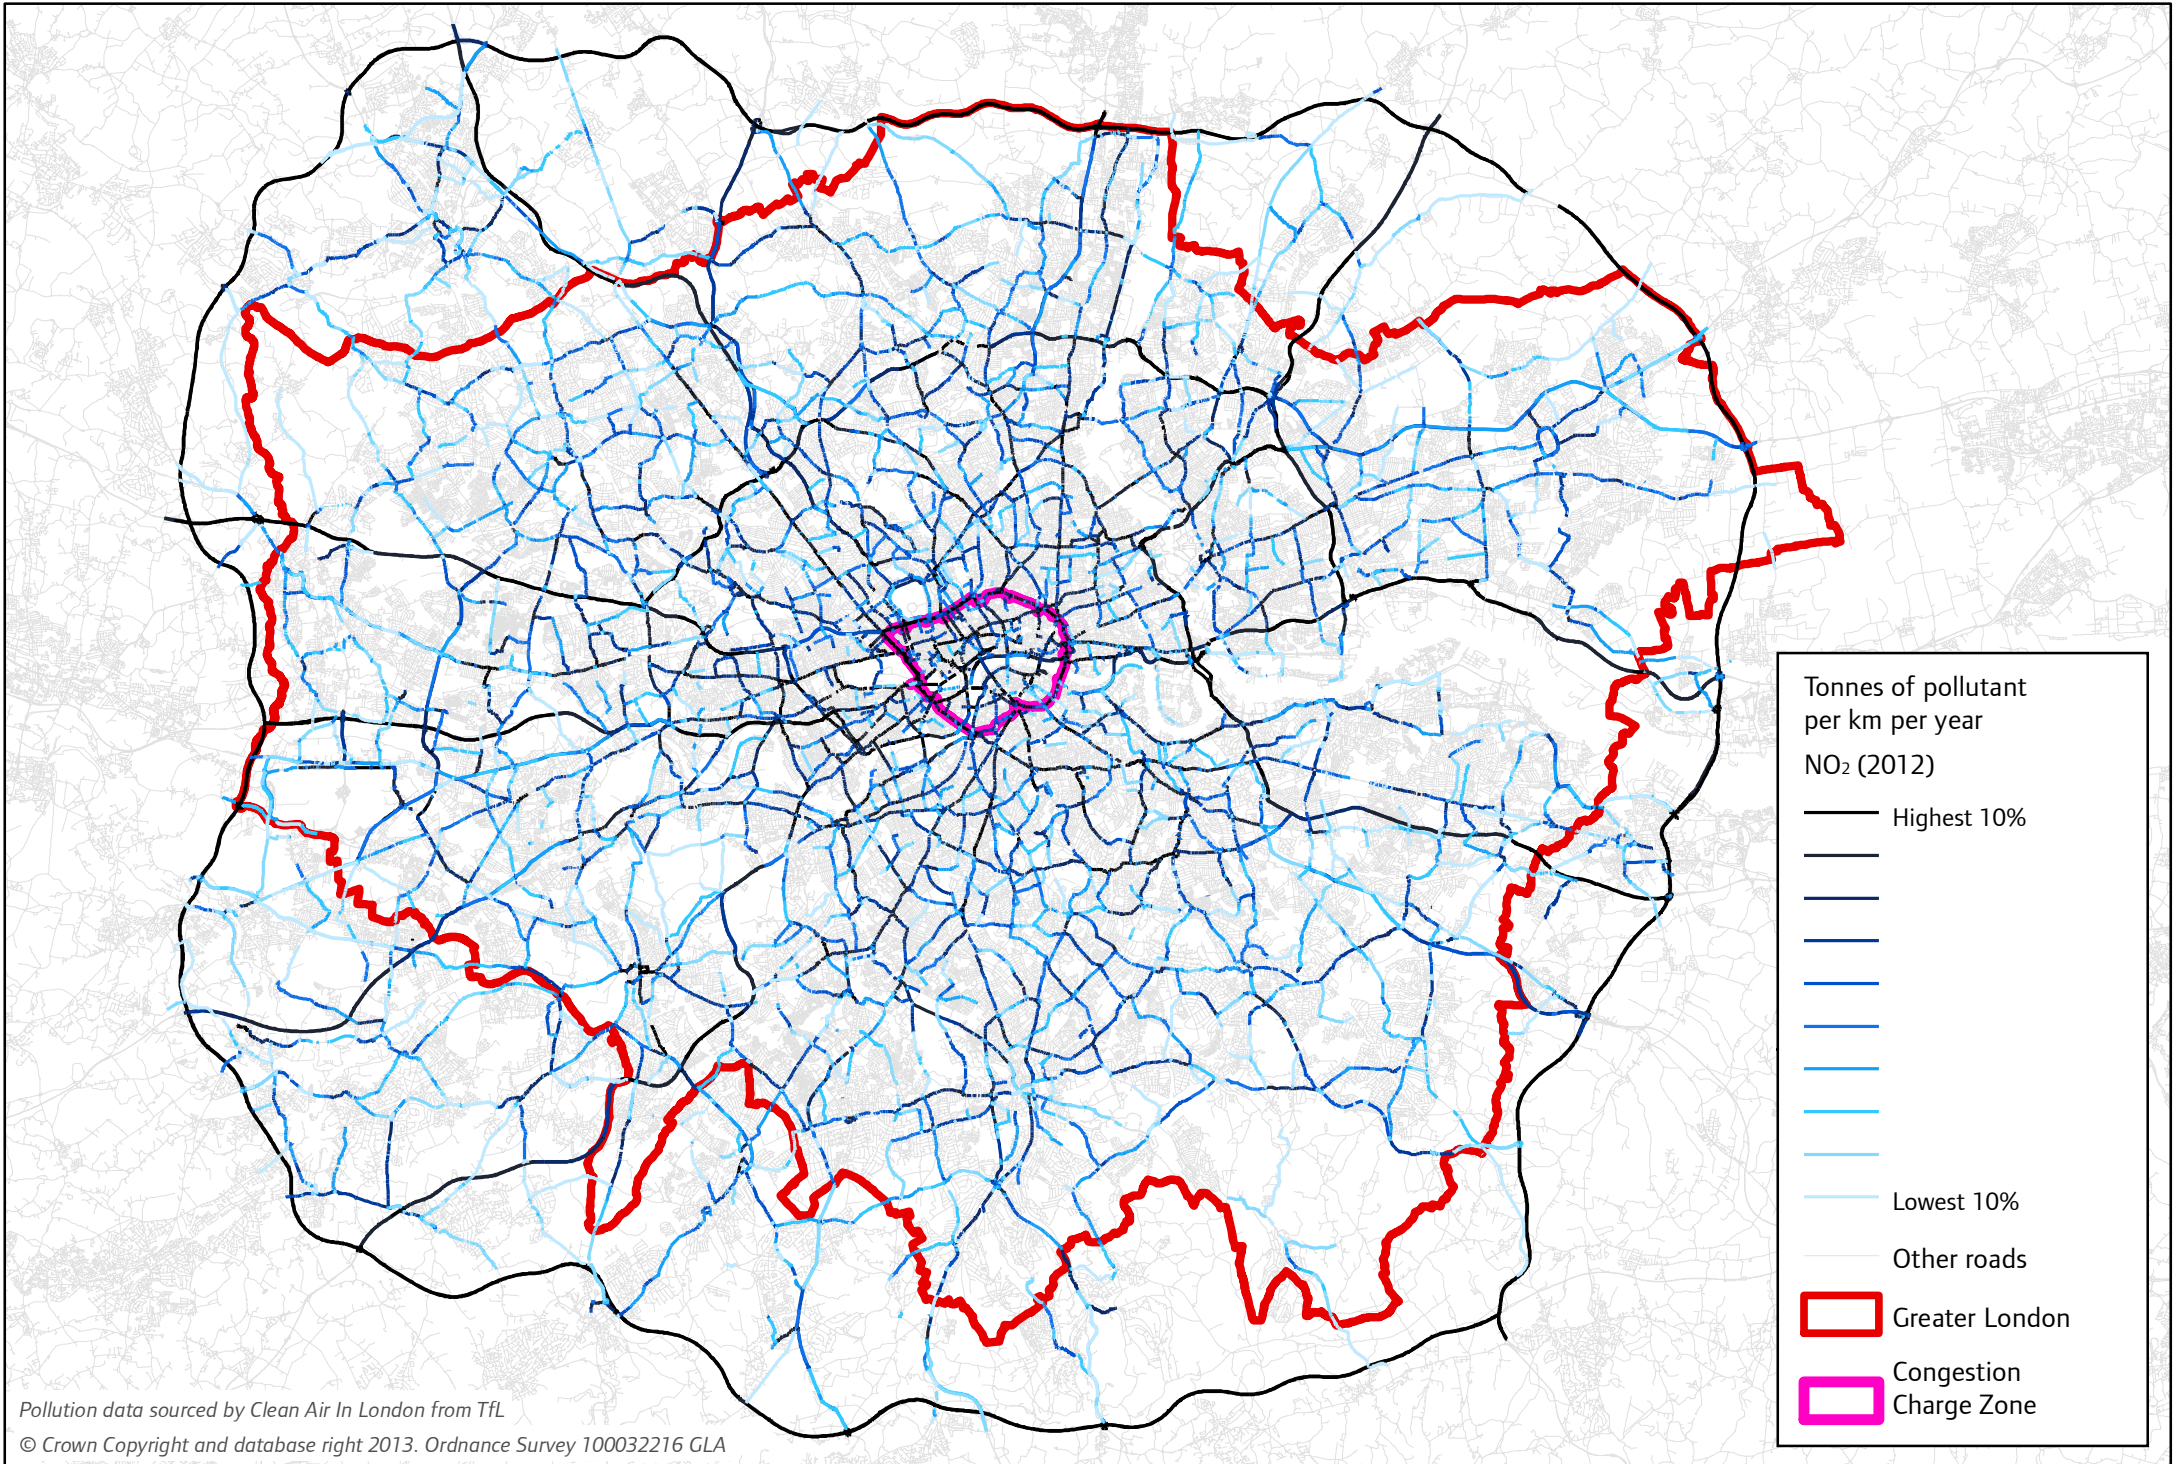 Tonnes of pollutant
per km per year
NO₂ (2012)
Highest 10%
Lowest 10%
Other roads
Greater London
Congestion
Charge Zone
Pollution data sourced by Clean Air In London from TfL
© Crown Copyright and database right 2013. Ordnance Survey 100032216 GLA